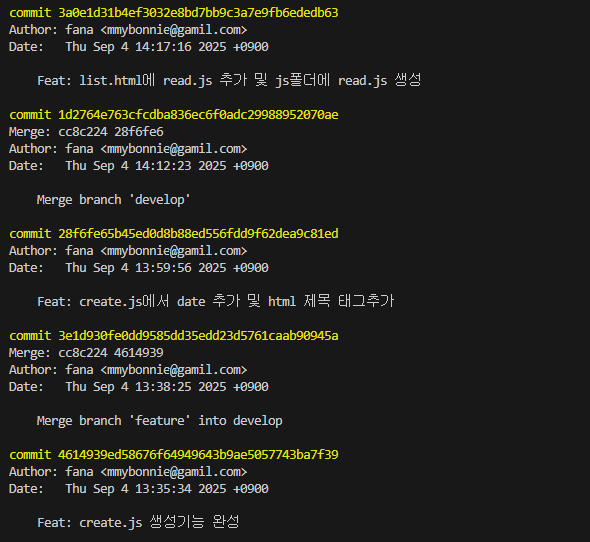 commit 3a0e1d31b4ef3032e8bd7bb9c3a7e9fb6ededb63
Author: fana <mmybonnie@gamil.com>
Date:   Thu Sep 4 14:17:16 2025 +0900
Feat: list.html에 read.js 추가 및 js폴더에 read.js 생성
commit 1d2764e763cfcdba836ec6f0adc29988952070ae
Merge: cc8c224 28f6fe6
Author: fana <mmybonnie@gamil.com>
Date:   Thu Sep 4 14:12:23 2025 +0900
Merge branch 'develop'
commit 28f6fe65b45ed0d8b88ed556fdd9f62dea9c81ed
Author: fana <mmybonnie@gamil.com>
Date:   Thu Sep 4 13:59:56 2025 +0900
Feat: create.js에서 date 추가 및 html 제목 태그추가
commit 3e1d930fe0dd9585dd35edd23d5761caab90945a
Merge: cc8c224 4614939
Author: fana <mmybonnie@gamil.com>
Date:   Thu Sep 4 13:38:25 2025 +0900
Merge branch 'feature' into develop
commit 4614939ed58676f64949643b9ae5057743ba7f39
Author: fana <mmybonnie@gamil.com>
Date:   Thu Sep 4 13:35:34 2025 +0900
Feat: create.js 생성기능 완성